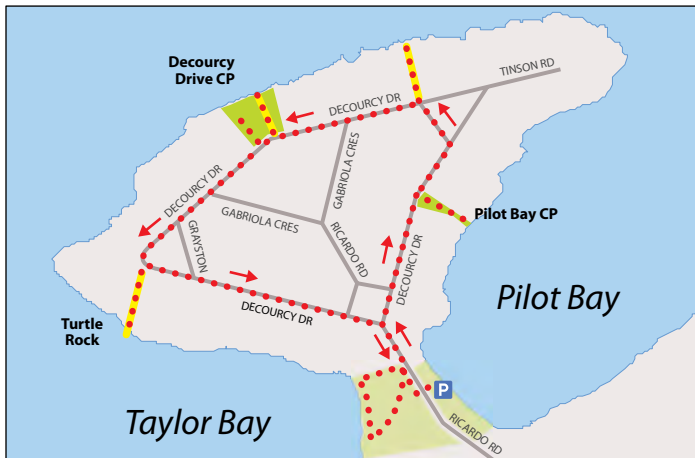 Decourcy
Drive CP
DECOURCY DR
TINSON RD
GABRIOLA CRES
DECOURCY DR
GABRIOLA CRES
GRAYSTON
RICARDO RD
DECOURCY DR
Pilot Bay CP
Pilot Bay
Turtle
Rock
DECOURCY DR
P
Taylor Bay
RICARDO RD